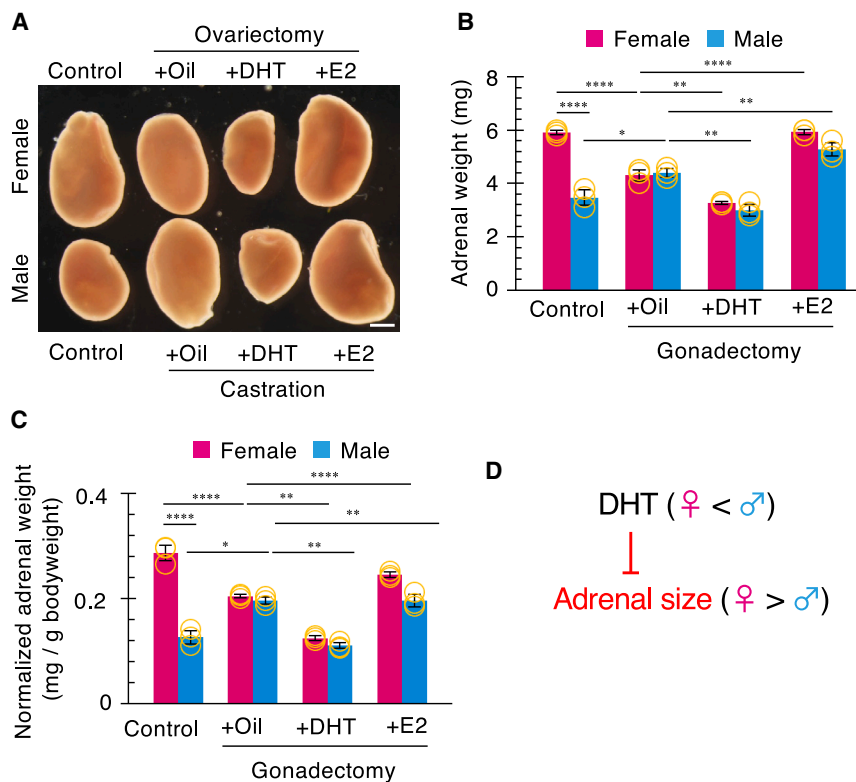 A
Ovariectomy
Control +Oil +DHT +E2
Female
Male
Control +Oil +DHT +E2
Castration
B
Female Male
Adrenal weight (mg)
8
6
4
2
0
****
**** **
****
**
* **
Control +Oil +DHT +E2
Gonadectomy
C
Female Male
Normalized adrenal weight
(mg / g bodyweight)
0.4
0.2
0
****
**** **
****
**
* **
Control +Oil +DHT +E2
Gonadectomy
D
DHT (♀ < ♂)
Adrenal size (♀ > ♂)